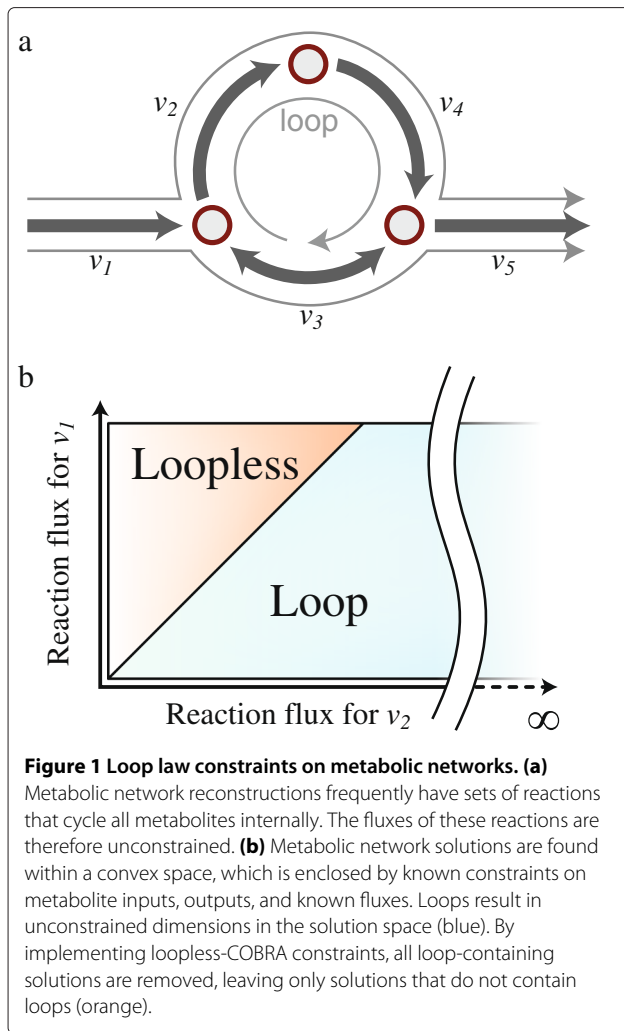 a
v2
v4
loop
v1
v5
v3
b
Reaction flux for v1
Loopless
Loop
Reaction flux for v2
∞
Figure 1 Loop law constraints on metabolic networks. (a)
Metabolic network reconstructions frequently have sets of reactions
that cycle all metabolites internally. The fluxes of these reactions are
therefore unconstrained. (b) Metabolic network solutions are found
within a convex space, which is enclosed by known constraints on
metabolite inputs, outputs, and known fluxes. Loops result in
unconstrained dimensions in the solution space (blue). By
implementing loopless-COBRA constraints, all loop-containing
solutions are removed, leaving only solutions that do not contain
loops (orange).